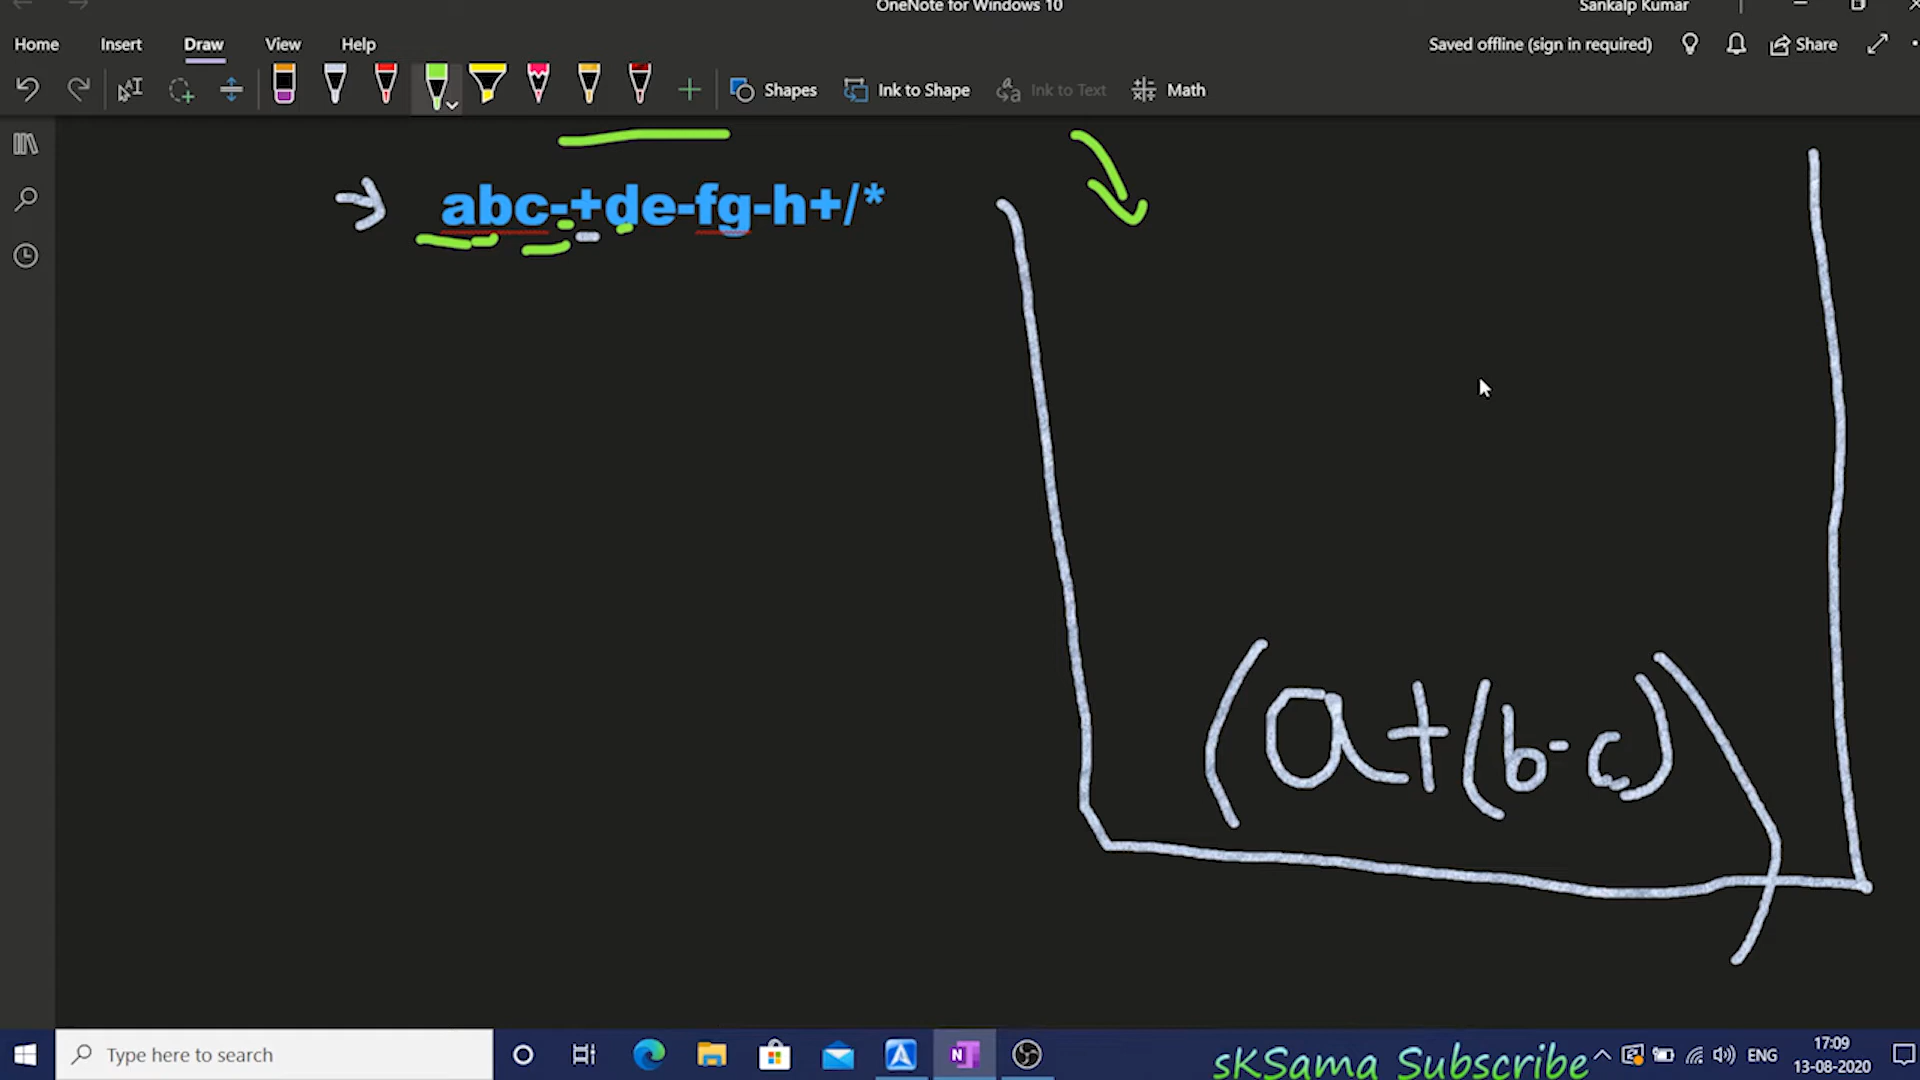 OneNote for Windows 10
Sankalp Kumar
Home Insert Draw View Help
Saved offline (sign in required) Share
Shapes Ink to Shape Ink to Text Math
abc-+de-fg-h+/*
(a+(b-c))
Type here to search
N
sKSama Subscribe
ENG
17:09
13-08-2020